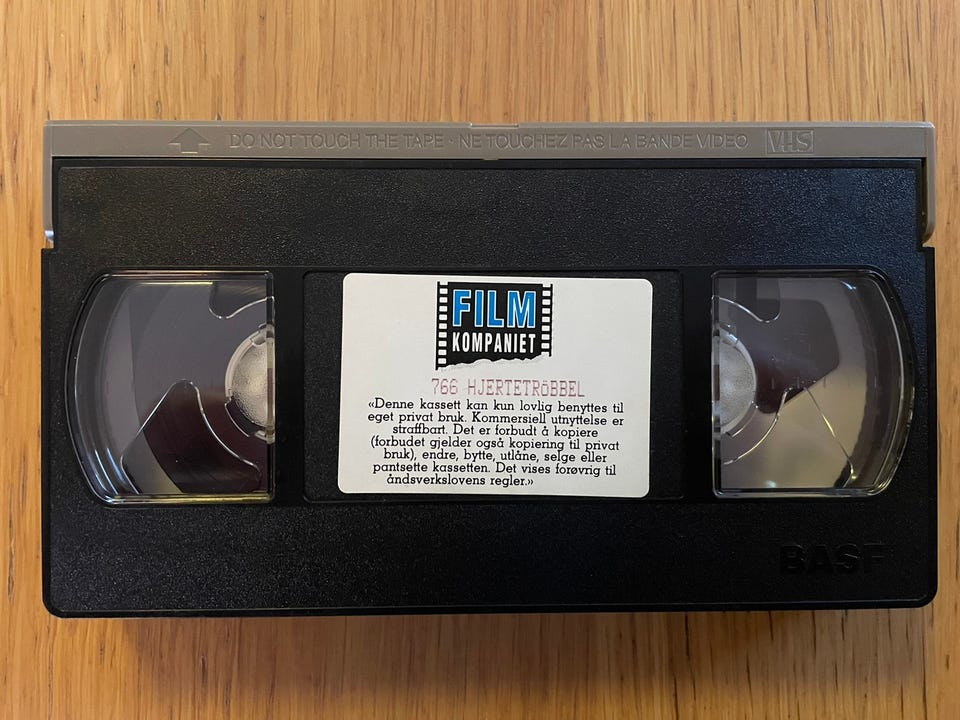 DO NOT TOUCH THE TAPE · NE TOUCHEZ PAS LA BANDE VIDEO VHS
FILM
KOMPANIET
766 HJERTETRöBBEL
«Denne kassett kan kun lovlig benyttes til
eget privat bruk. Kommersiell utnyttelse er
straffbart. Det er forbudt å kopiere
(forbudet gjelder også kopiering til privat
bruk), endre, bytte, utlåne, selge eller
pantsette kassetten. Det vises forøvrig til
åndsverkslovens regler.»
BASF